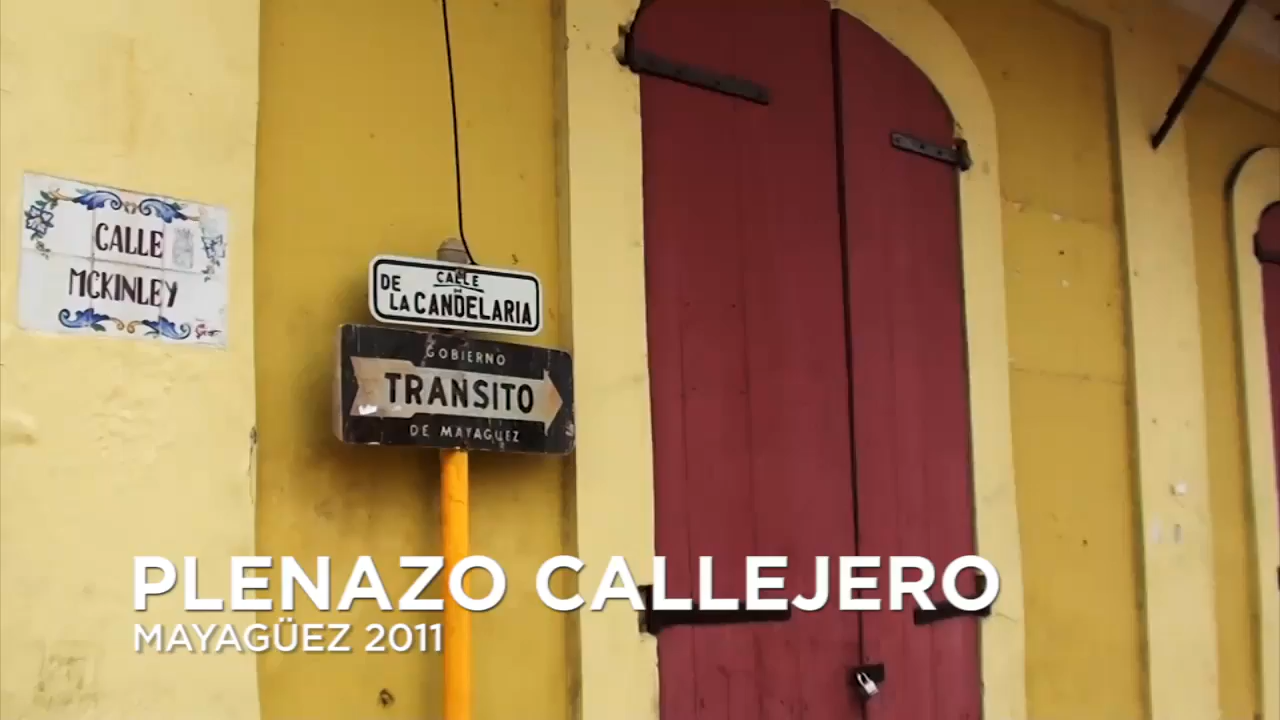 CALLE
MCKINLEY
CALLE
DE LA CANDELARIA
GOBIERNO
TRANSITO
DE MAYAGUEZ
PLENAZO CALLEJERO
MAYAGÜEZ 2011